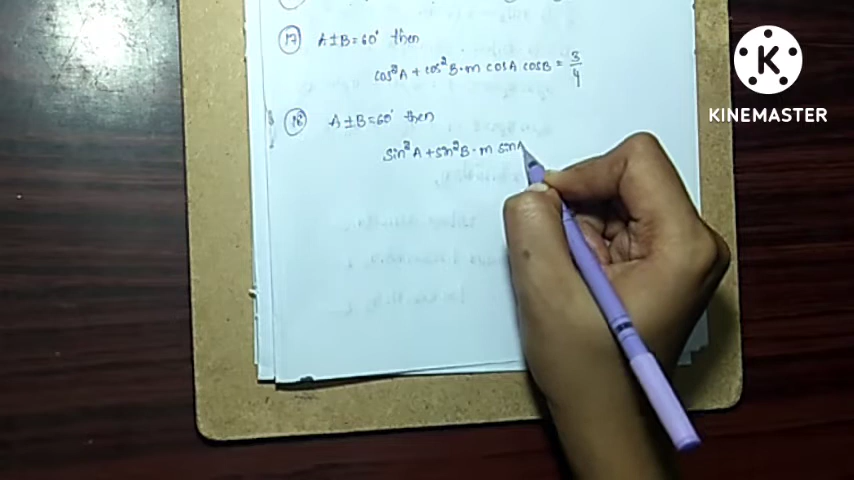 17 A±B=60° then
cos²A + cos²B·m cosA cosB = 3/4
18 A±B=60° then
sin²A + sin²B·m sinA
KINEMASTER